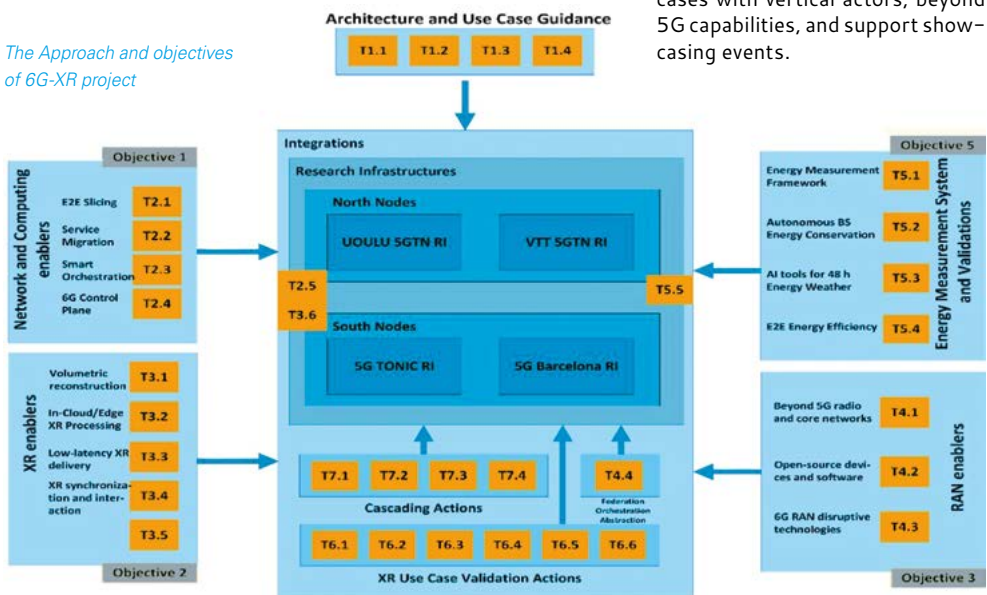 cases with vertical actors, beyond
5G capabilities, and support show-
casing events.
The Approach and objectives
of 6G-XR project
Architecture and Use Case Guidance
T1.1 T1.2 T1.3 T1.4
Objective 1
Network and Computing
enablers
E2E Slicing
T2.1
Service
Migration
T2.2
Smart
Orchestration
T2.3
6G Control
Plane
T2.4
XR enablers
Volumetric
reconstruction
T3.1
In-Cloud/Edge
XR Processing
T3.2
Low-latency XR
delivery
T3.3
XR synchroniza-
tion and inter-
action
T3.4
T3.5
Objective 2
Integrations
Research Infrastructures
North Nodes
UOULU 5GTN RI
VTT 5GTN RI
T2.5
T3.6
T5.5
South Nodes
5G TONIC RI
5G Barcelona RI
T7.1 T7.2 T7.3 T7.4
Cascading Actions
T4.4
Federation
Orchestration
Abstraction
T6.1 T6.2 T6.3 T6.4 T6.5 T6.6
XR Use Case Validation Actions
Objective 5
Energy Measurement
Framework
T5.1
Autonomous BS
Energy Conservation
T5.2
AI tools for 48 h
Energy Weather
T5.3
E2E Energy Efficiency
T5.4
Energy Measurement System
and Validations
Beyond 5G radio
and core networks
T4.1
Open-source devi-
ces and software
T4.2
6G RAN disruptive
technologies
T4.3
RAN enablers
Objective 3